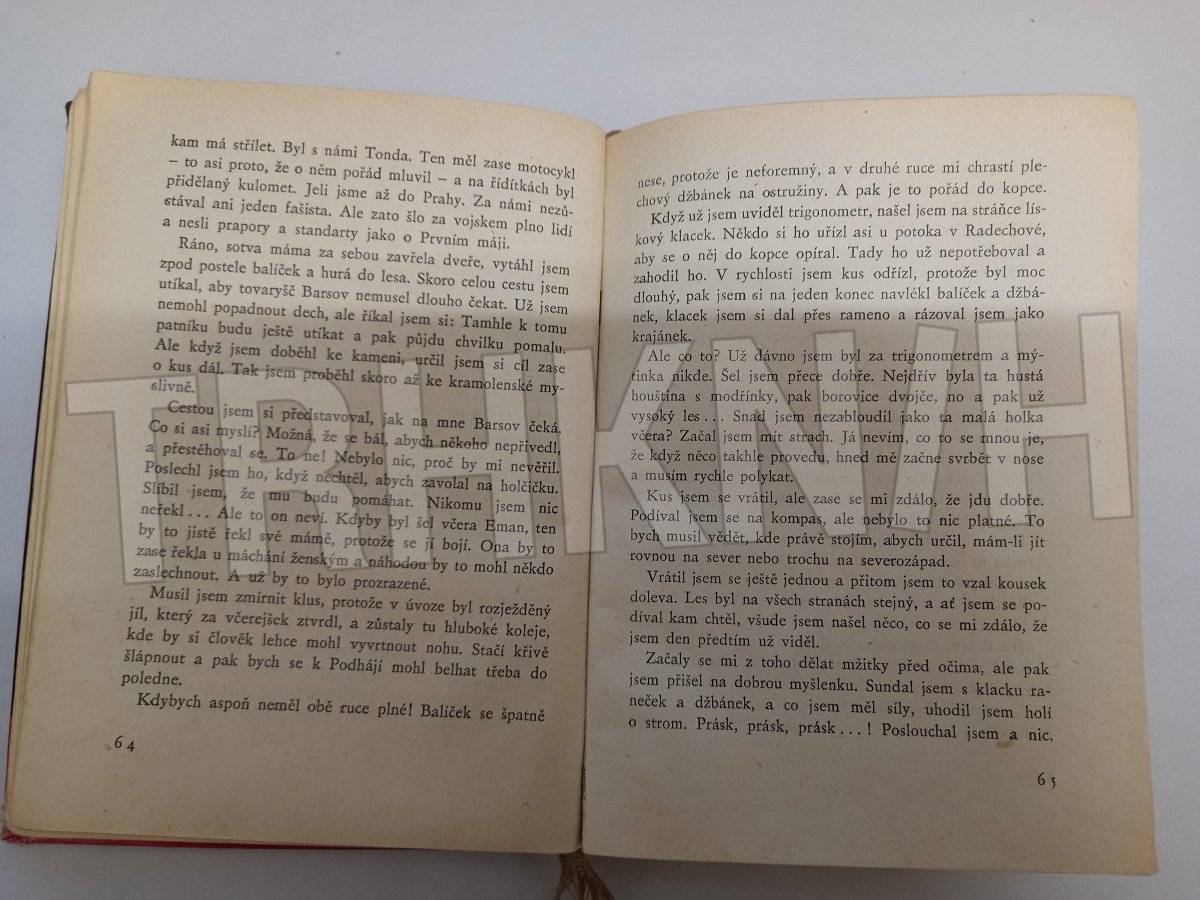 kam má střílet. Byl s námi Tonda. Ten měl zase motocykl
– to asi proto, že o něm pořád mluvil – a na řídítkách byl
přidělaný kulomet. Jeli jsme až do Prahy. Za námi nezů-
stával ani jeden fašista. Ale zato šlo za vojskem plno lidí
a nesli prapory a standarty jako o Prvním máji.
Ráno, sotva máma za sebou zavřela dveře, vytáhl jsem
zpod postele balíček a hurá do lesa. Skoro celou cestu jsem
utíkal, aby tovaryšč Barsov nemusel dlouho čekat. Už jsem
nemohl popadnout dech, ale říkal jsem si: Tamhle k tomu
patníku budu ještě utíkat a pak půjdu chvilku pomalu.
Ale když jsem doběhl ke kameni, určil jsem si cíl zase
o kus dál. Tak jsem proběhl skoro až ke kramolenské my-
slivně.
Cestou jsem si představoval, jak na mne Barsov čeká.
Co si asi myslí? Možná, že se bál, abych někoho nepřivedl,
a přestěhoval se. To ne! Nebylo nic, proč by mi nevěřil.
Poslechl jsem ho, když nechtěl, abych zavolal na holčičku.
Slíbil jsem, že mu budu pomáhat. Nikomu jsem nic
neřekl... Ale to on neví. Kdyby byl šel včera Eman, ten
by to jistě řekl své mámě, protože se jí bojí. Ona by to
zase řekla u máchání ženským a náhodou by to mohl někdo
zaslechnout. A už by to bylo prozrazené.
Musil jsem zmírnit klus, protože v úvoze byl rozježděný
jíl, který za včerejšek ztvrdl, a zůstaly tu hluboké koleje,
kde by si člověk lehce mohl vyvrtnout nohu. Stačí křivě
šlápnout a pak bych se k Podhájí mohl belhat třeba do
poledne.
Kdybych aspoň neměl obě ruce plné! Balíček se špatně
64
nese, protože je neforemný, a v druhé ruce mi chrastí ple-
chový džbánek na ostružiny. A pak je to pořád do kopce.
Když už jsem uviděl trigonometr, našel jsem na stráňce lís-
kový klacek. Někdo si ho uřízl asi u potoka v Radechové,
aby se o něj do kopce opíral. Tady ho už nepotřeboval a
zahodil ho. V rychlosti jsem kus odřízl, protože byl moc
dlouhý, pak jsem si na jeden konec navlékl balíček a džbá-
nek, klacek jsem si dal přes rameno a rázoval jsem jako
krajánek.
Ale co to? Už dávno jsem byl za trigonometrem a mý-
tinka nikde. Šel jsem přece dobře. Nejdřív byla ta hustá
houština s modřínky, pak borovice dvojče, no a pak už
vysoký les... Snad jsem nezabloudil jako ta malá holka
včera? Začal jsem mít strach. Já nevím, co to se mnou je,
že když něco takhle provedu, hned mě začne svrbět v nose
a musím rychle polykat.
Kus jsem se vrátil, ale zase se mi zdálo, že jdu dobře.
Podíval jsem se na kompas, ale nebylo to nic platné. To
bych musil vědět, kde právě stojím, abych určil, mám-li jít
rovnou na sever nebo trochu na severozápad.
Vrátil jsem se ještě jednou a přitom jsem to vzal kousek
doleva. Les byl na všech stranách stejný, a ať jsem se po-
díval kam chtěl, všude jsem našel něco, co se mi zdálo, že
jsem den předtím už viděl.
Začaly se mi z toho dělat mžitky před očima, ale pak
jsem přišel na dobrou myšlenku. Sundal jsem s klacku ra-
neček a džbánek, a co jsem měl síly, uhodil jsem holí
o strom. Prásk, prásk, prásk...! Poslouchal jsem a nic.
65
TRHKNIH